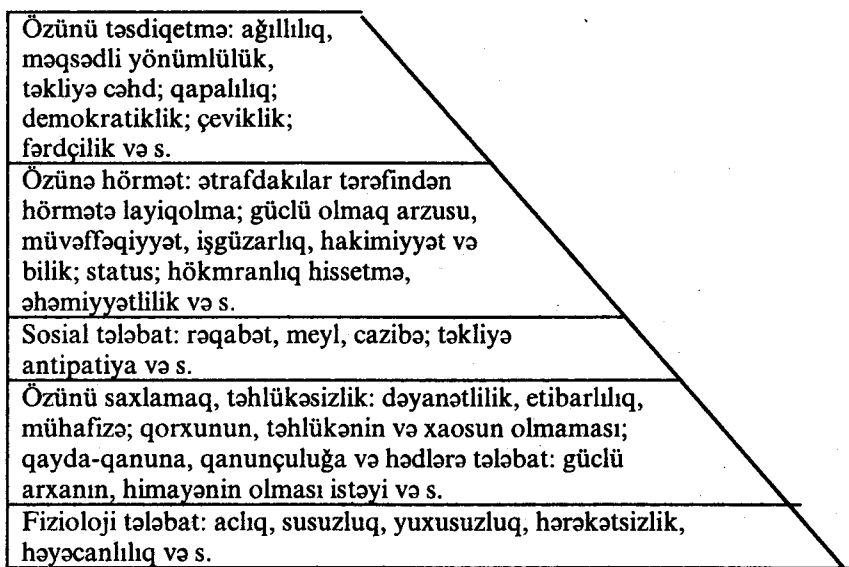 Özünü təsdiqetmə: ağıllılıq,
məqsədli yönümlülük,
təkliyə cəhd; qapalılıq;
demokratiklik; çeviklik;
fərdçilik və s.
Özünə hörmət: ətrafdakılar tərəfindən
hörmətə layiqolma; güclü olmaq arzusu,
müvəffəqiyyət, işgüzarlıq, hakimiyyət və
bilik; status; hökmranlıq hissetmə,
əhəmiyyətlilik və s.
Sosial tələbat: rəqabət, meyl, cazibə; təkliyə
antipatiya və s.
Özünü saxlamaq, təhlükəsizlik: dəyanətlilik, etibarlılıq,
mühafizə; qorxunun, təhlükənin və xaosun olmaması;
qayda-qanuna, qanunçuluğa və hədlərə tələbat: güclü
arxanın, himayənin olması istəyi və s.
Fizioloji tələbat: aclıq, susuzluq, yuxusuzluq, hərəkətsizlik,
həyəcanlılıq və s.